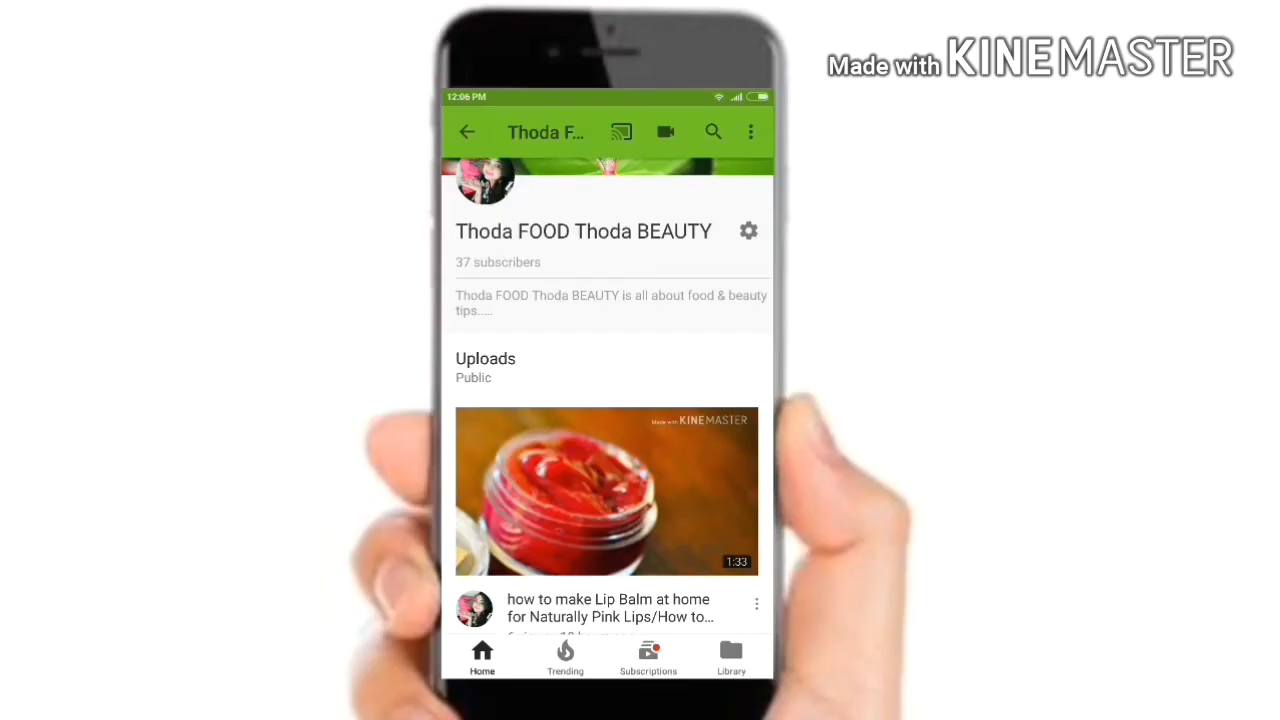 Made with KINEMASTER
12:06 PM
Thoda F...
Thoda FOOD Thoda BEAUTY
37 subscribers
Thoda FOOD Thoda BEAUTY is all about food & beauty
tips.....
Uploads
Public
Made with KINEMASTER
1:33
how to make Lip Balm at home
for Naturally Pink Lips/How to...
Home
Trending
Subscriptions
Library